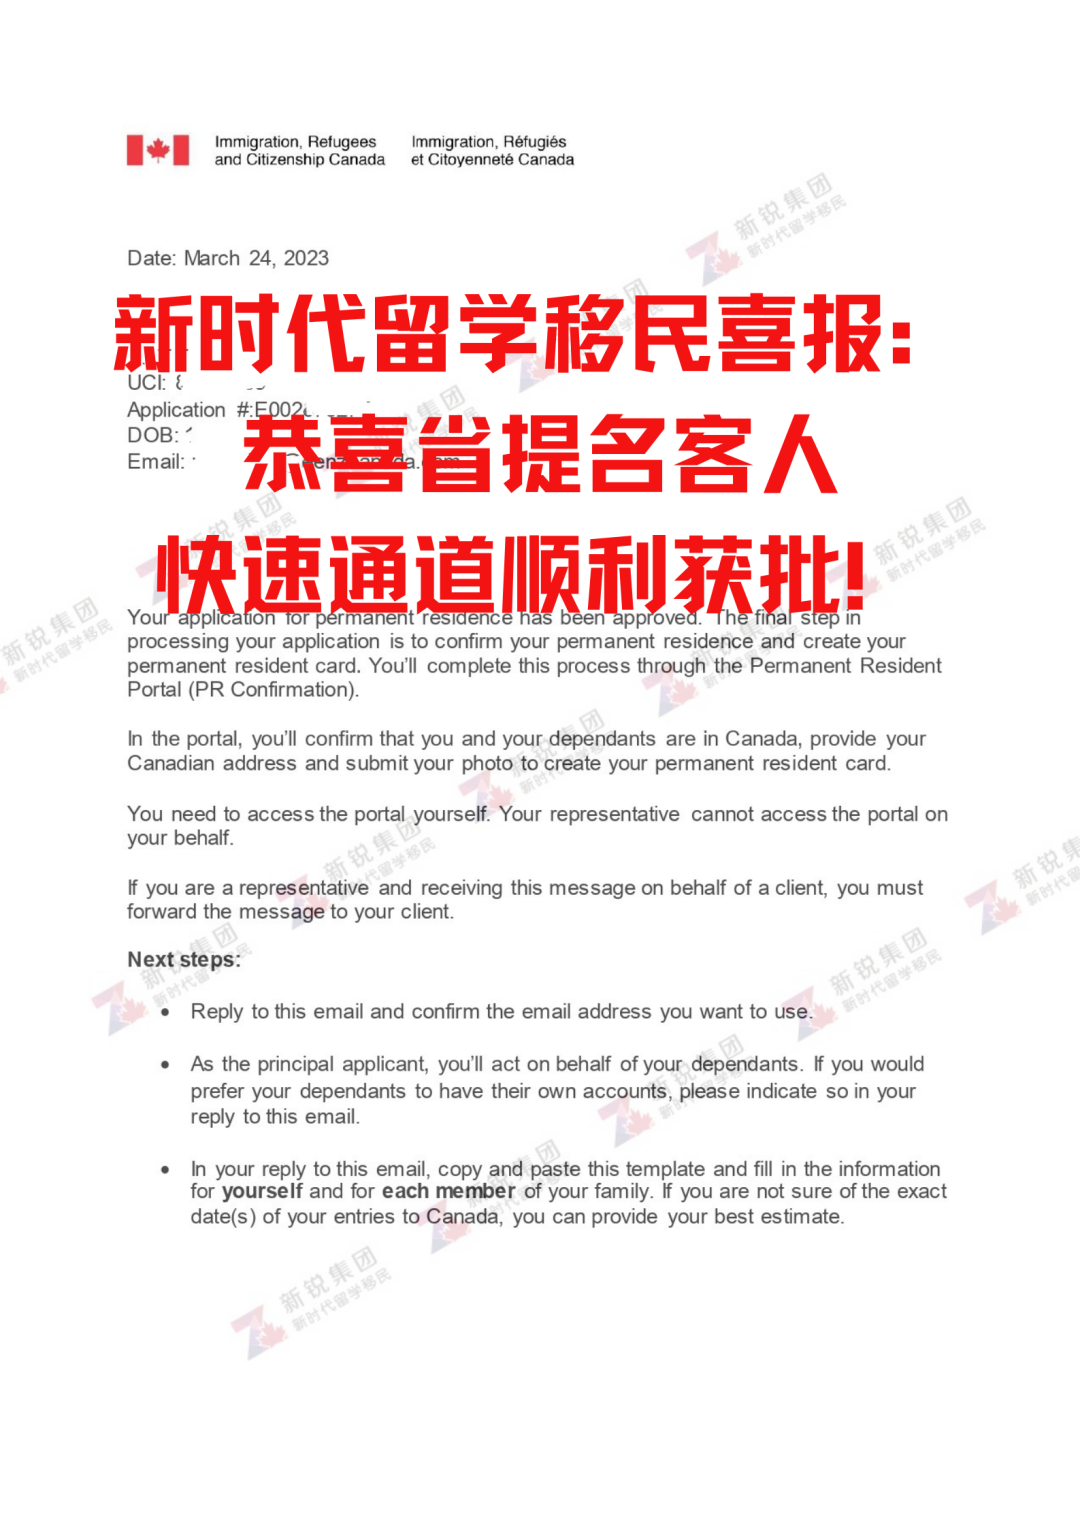 Immigration, Refugees
and Citizenship Canada
Immigration, Réfugiés
et Citoyenneté Canada
Date: March 24, 2023
新时代留学移民喜报:
UCI:
Application #:E002
恭喜省提名客人
DOB:
Email:
快速通道顺利获批!
Your application for permanent residence has been approved. The final step in
processing your application is to confirm your permanent residence and create your
permanent resident card. You'll complete this process through the Permanent Resident
Portal (PR Confirmation).
In the portal, you'll confirm that you and your dependants are in Canada, provide your
Canadian address and submit your photo to create your permanent resident card.
You need to access the portal yourself. Your representative cannot access the portal on
your behalf.
If you are a representative and receiving this message on behalf of a client, you must
forward the message to your client.
Next steps:
• Reply to this email and confirm the email address you want to use.
• As the principal applicant, you'll act on behalf of your dependants. If you would
prefer your dependants to have their own accounts, please indicate so in your
reply to this email.
• In your reply to this email, copy and paste this template and fill in the information
for yourself and for each member of your family. If you are not sure of the exact
date(s) of your entries to Canada, you can provide your best estimate.
新锐集团
新时代留学移民